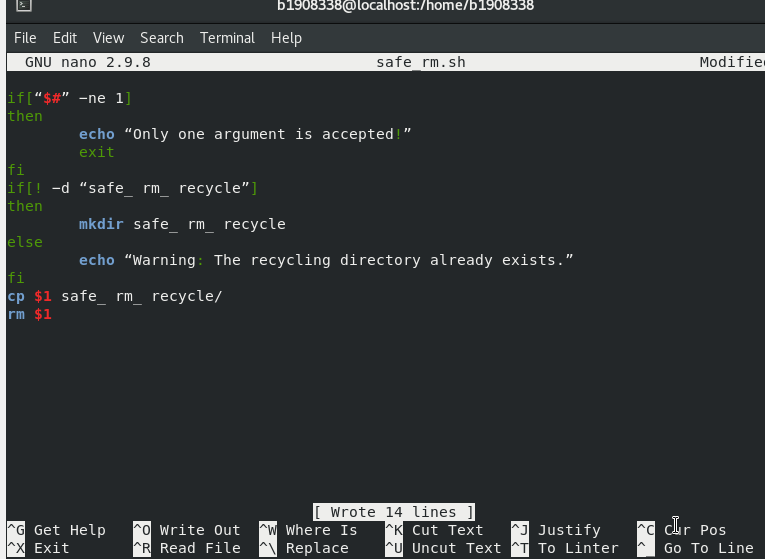 b1908338@localhost:/home/b1908338
File Edit View Search Terminal Help
GNU nano 2.9.8 safe_rm.sh Modified
if[“$#” –ne 1]
then
echo “Only one argument is accepted!”
exit
fi
if[! –d “safe_ rm_ recycle”]
then
mkdir safe_ rm_ recycle
else
echo “Warning: The recycling directory already exists.”
fi
cp $1 safe_ rm_ recycle/
rm $1
[ Wrote 14 lines ]
^G Get Help ^O Write Out ^W Where Is ^K Cut Text ^J Justify ^C Cur Pos
^X Exit ^R Read File ^\ Replace ^U Uncut Text ^T To Linter ^_ Go To Line